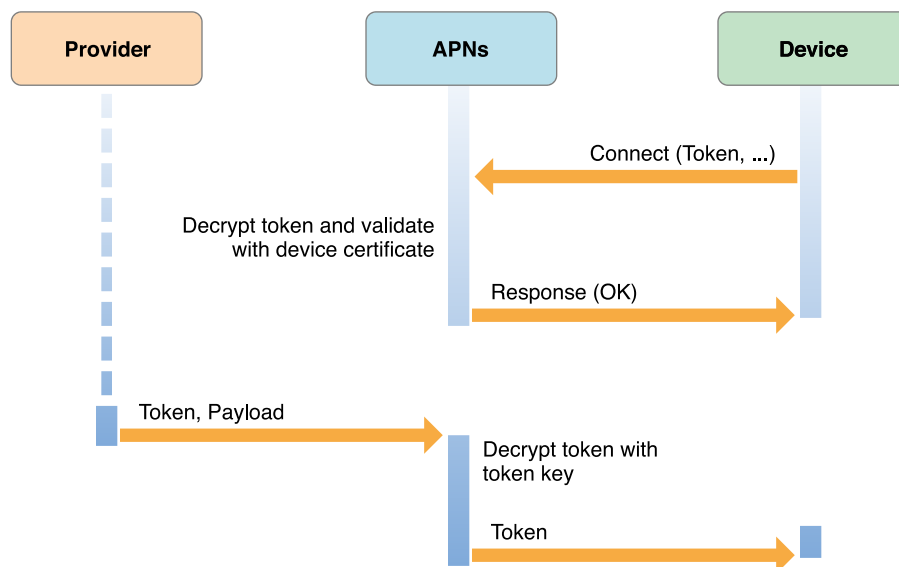 Provider
APNs
Device
Connect (Token, ...)
Decrypt token and validate
with device certificate
Response (OK)
Token, Payload
Decrypt token with
token key
Token